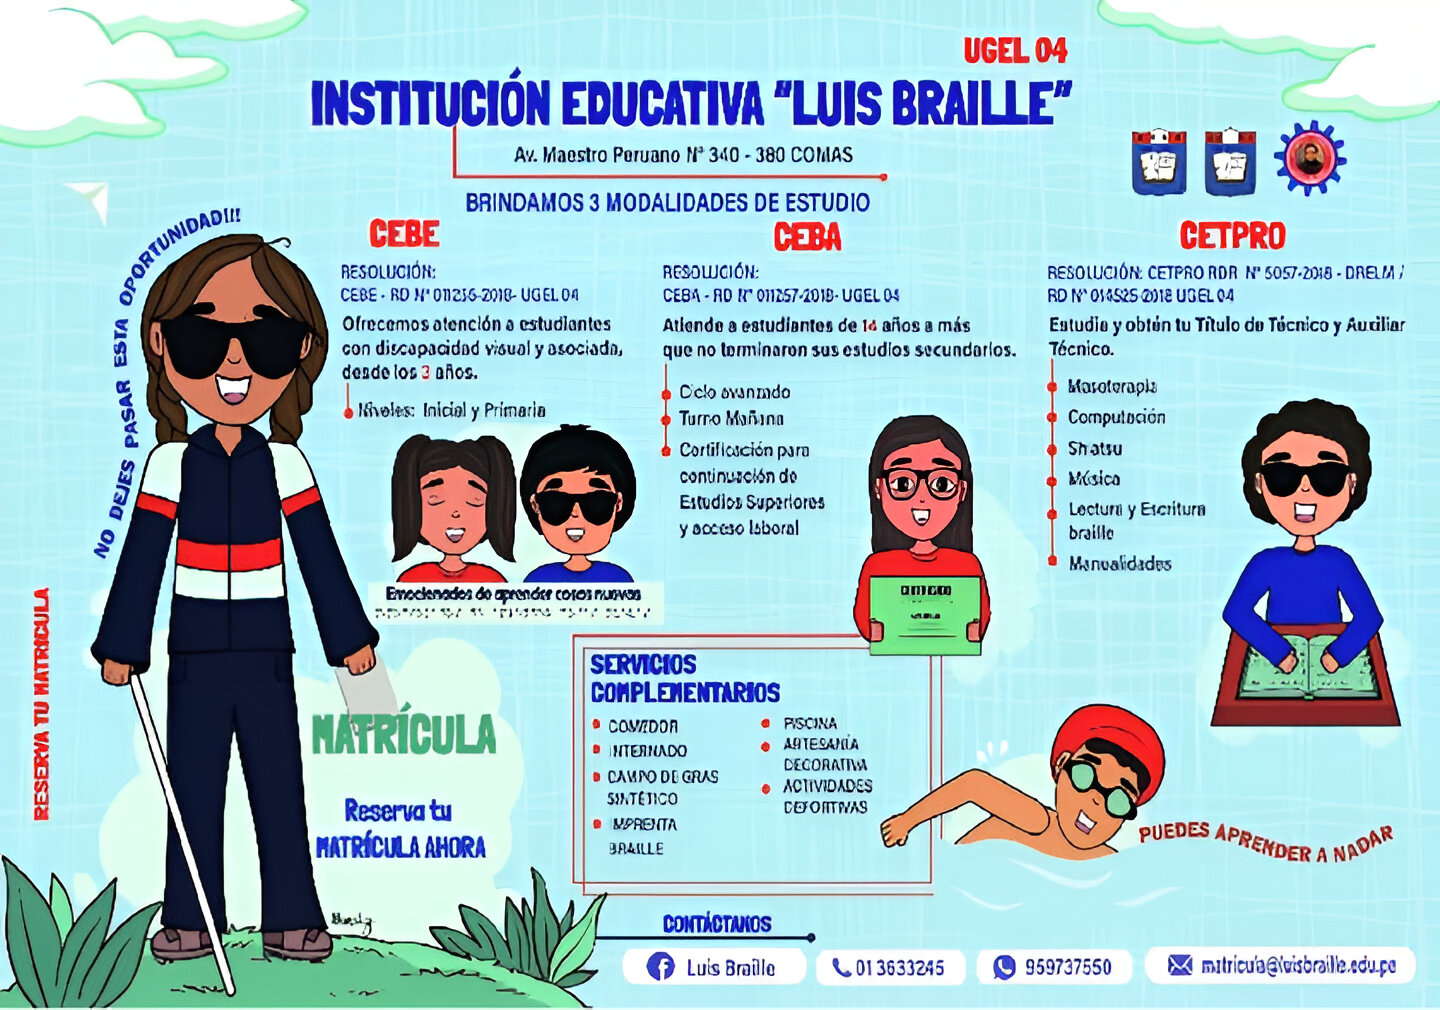 UGEL 04
INSTITUCIÓN EDUCATIVA "LUIS BRAILLE"
Av. Maestro Peruano N° 340 - 380 COMAS
BRINDAMOS 3 MODALIDADES DE ESTUDIO
NO DEJES PASAR ESTA OPORTUNIDAD!!!
CEBE
RESOLUCIÓN:
CEBE - RD N° 2018- UGEL 04
Ofrecemos atención a estudiantes
con discapacidad visual y asociada,
desde los 3 años.
Niveles: Inicial y Primaria
Emocionados de aprender cosas nuevas
CEBA
RESOLUCIÓN:
CEBA - RD N° 011257-2018- UGEL 04
Atiende a estudiantes de 14 años a más
que no terminaron sus estudios secundarios.
Ciclo avanzado
Turno Mañana
Certificación para
continuación de
Estudios Superiores
y acceso laboral
CETPRO
RESOLUCIÓN: CETPRO RDR N° 5057-2018 - DRELM /
RD N° 2018 UGEL 04
Estudia y obtén tu Título de Técnico y Auxiliar
Técnico.
Masoterapia
Computación
Shiatsu
Música
Lectura y Escritura
braille
Manualidades
RESERVA TU MATRICULA
MATRÍCULA
Reserva tu
MATRÍCULA AHORA
SERVICIOS
COMPLEMENTARIOS
COMEDOR
INTERNADO
CAMPO DE GRAS
SINTÉTICO
IMPRENTA
BRAILLE
PISCINA
ARTESANÍA
DECORATIVA
ACTIVIDADES
DEPORTIVAS
PUEDES APRENDER A NADAR
CONTÁCTANOS
Luis Braille
01 3633245
959737550
matricula@luisbraille.edu.pe